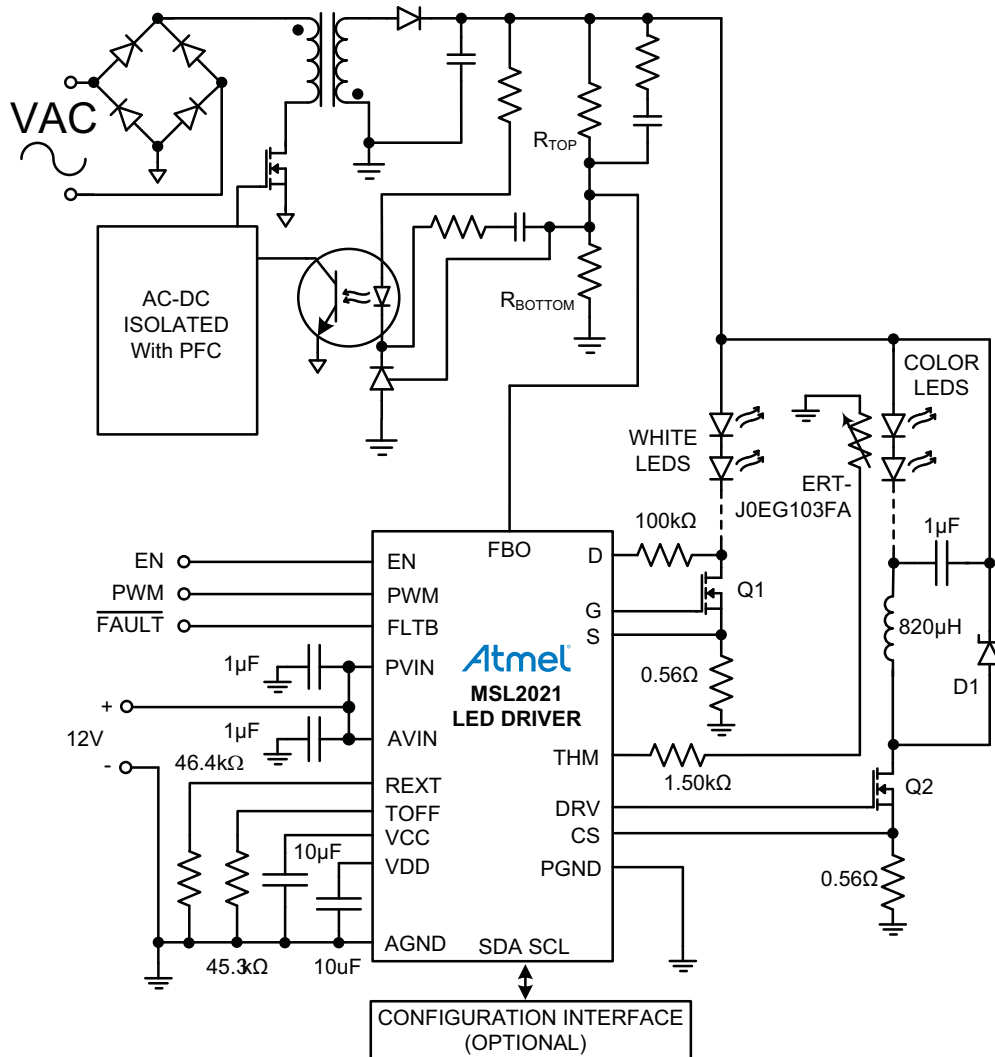 VAC
AC-DC
ISOLATED
With PFC
RTOP
RBOTTOM
COLOR
LEDS
WHITE
LEDS
ERT-
J0EG103FA
100kΩ
1µF
Q1
820µH
D1
0.56Ω
1.50kΩ
Q2
0.56Ω
EN
PWM
FAULT
1µF
+
12V
-
1µF
46.4kΩ
10µF
45.3kΩ
10uF
FBO
EN
PWM
FLTB
PVIN
AVIN
REXT
TOFF
VCC
VDD
AGND
D
G
S
THM
DRV
CS
PGND
Atmel
MSL2021
LED DRIVER
SDA SCL
CONFIGURATION INTERFACE
(OPTIONAL)